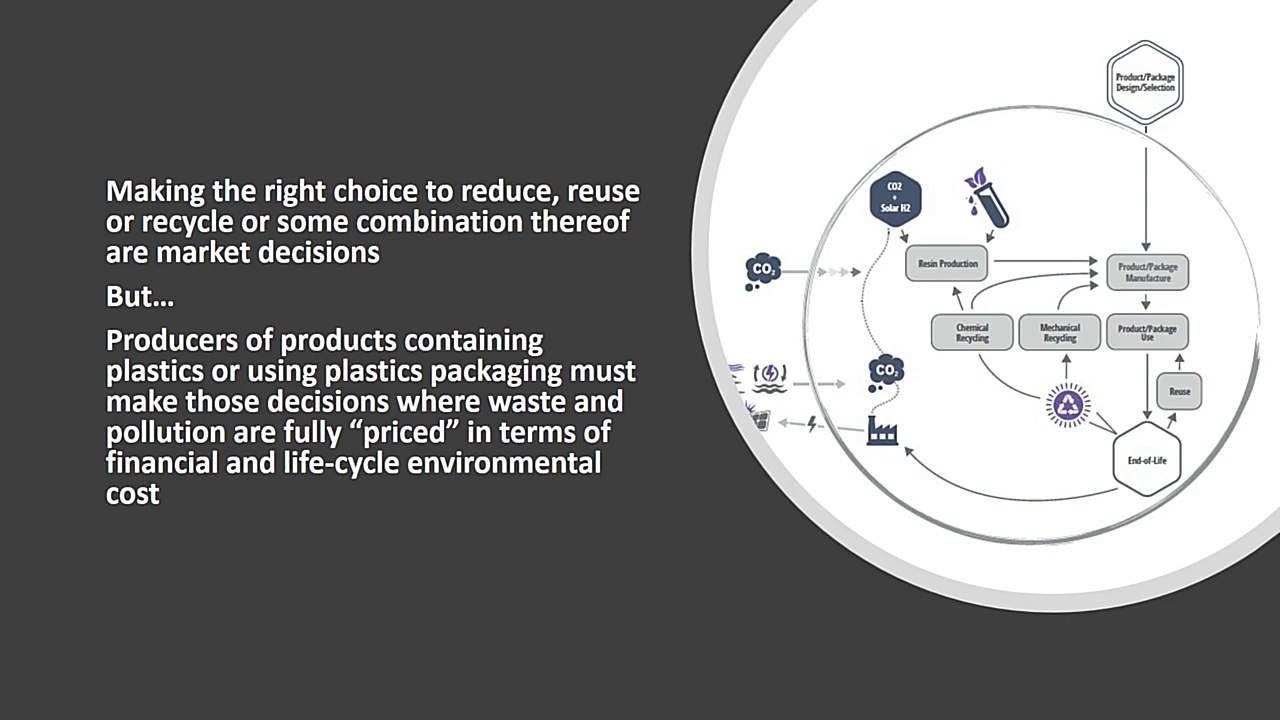 Making the right choice to reduce, reuse
or recycle or some combination thereof
are market decisions
But...
Producers of products containing
plastics or using plastics packaging must
make those decisions where waste and
pollution are fully “priced” in terms of
financial and life-cycle environmental
cost
Product/Package
Design/Selection
CO2
+
Solar H2
CO₂
Resin Production
Product/Package
Manufacture
Chemical
Recycling
Mechanical
Recycling
Product/Package
Use
CO₂
Reuse
End-of-Life